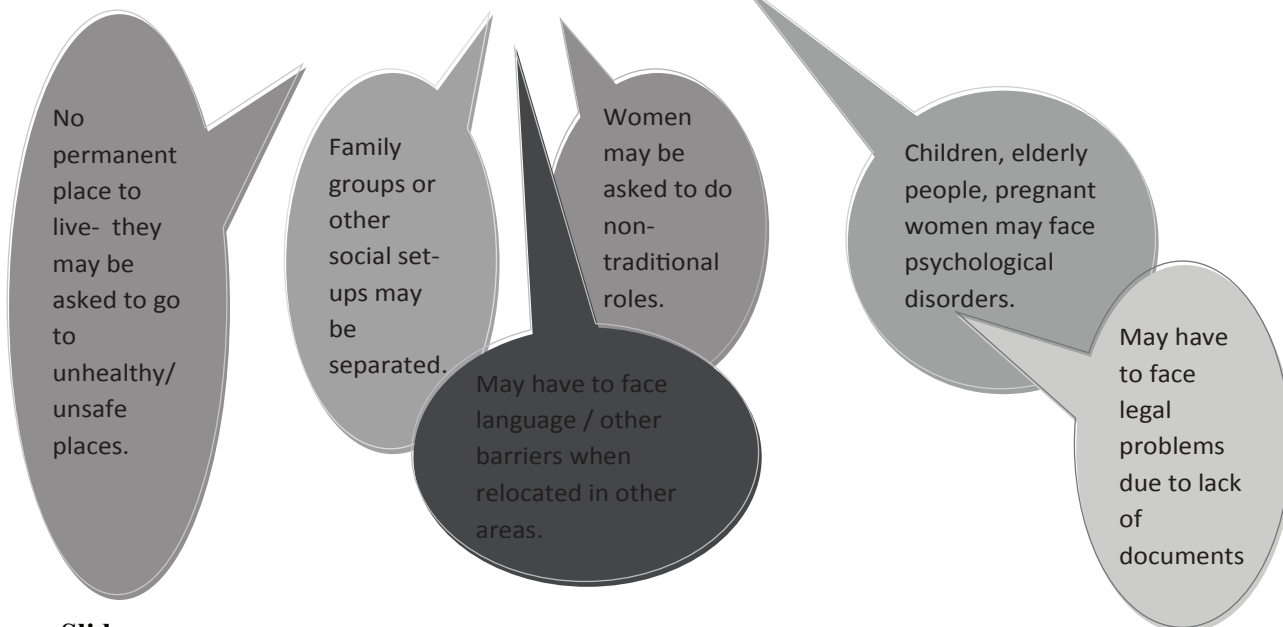 No
permanent
place to
live- they
may be
asked to go
to
unhealthy/
unsafe
places.
Family
groups or
other
social set-
ups may
be
separated.
Women
may be
asked to do
non-
traditional
roles.
May have to face
language / other
barriers when
relocated in other
areas.
Children, elderly
people, pregnant
women may face
psychological
disorders.
May have
to face
legal
problems
due to lack
of
documents